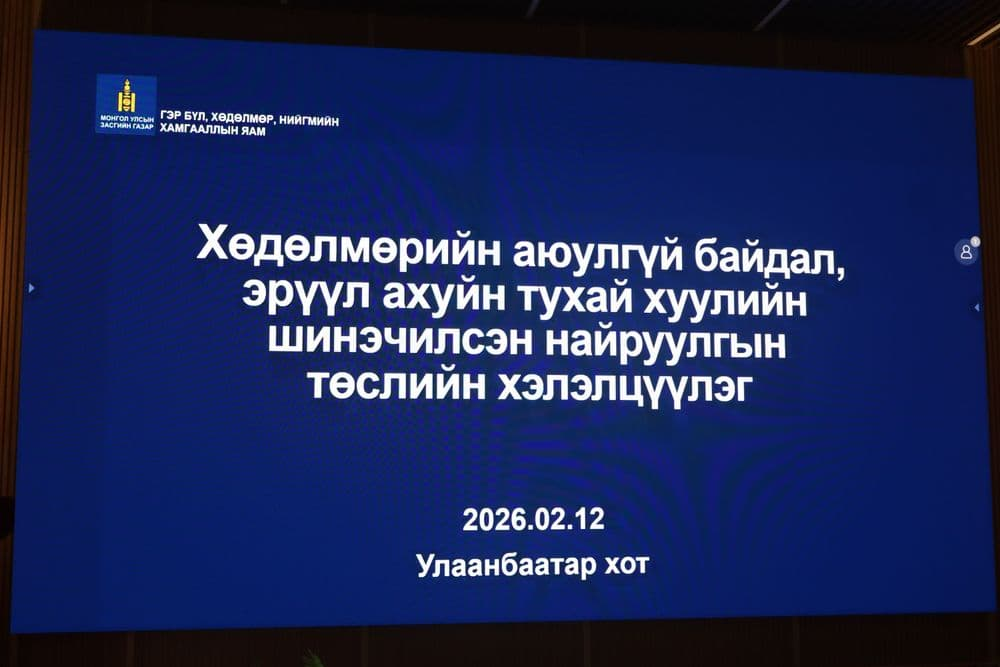 МОНГОЛ УЛСЫН
ЗАСГИЙН ГАЗАР
ГЭР БҮЛ, ХӨДӨЛМӨР, НИЙГМИЙН
ХАМГААЛЛЫН ЯАМ
Хөдөлмөрийн аюулгүй байдал,
эрүүл ахуйн тухай хуулийн
шинэчилсэн найруулгын
төслийн хэлэлцүүлэг
2026.02.12
Улаанбаатар хот
1